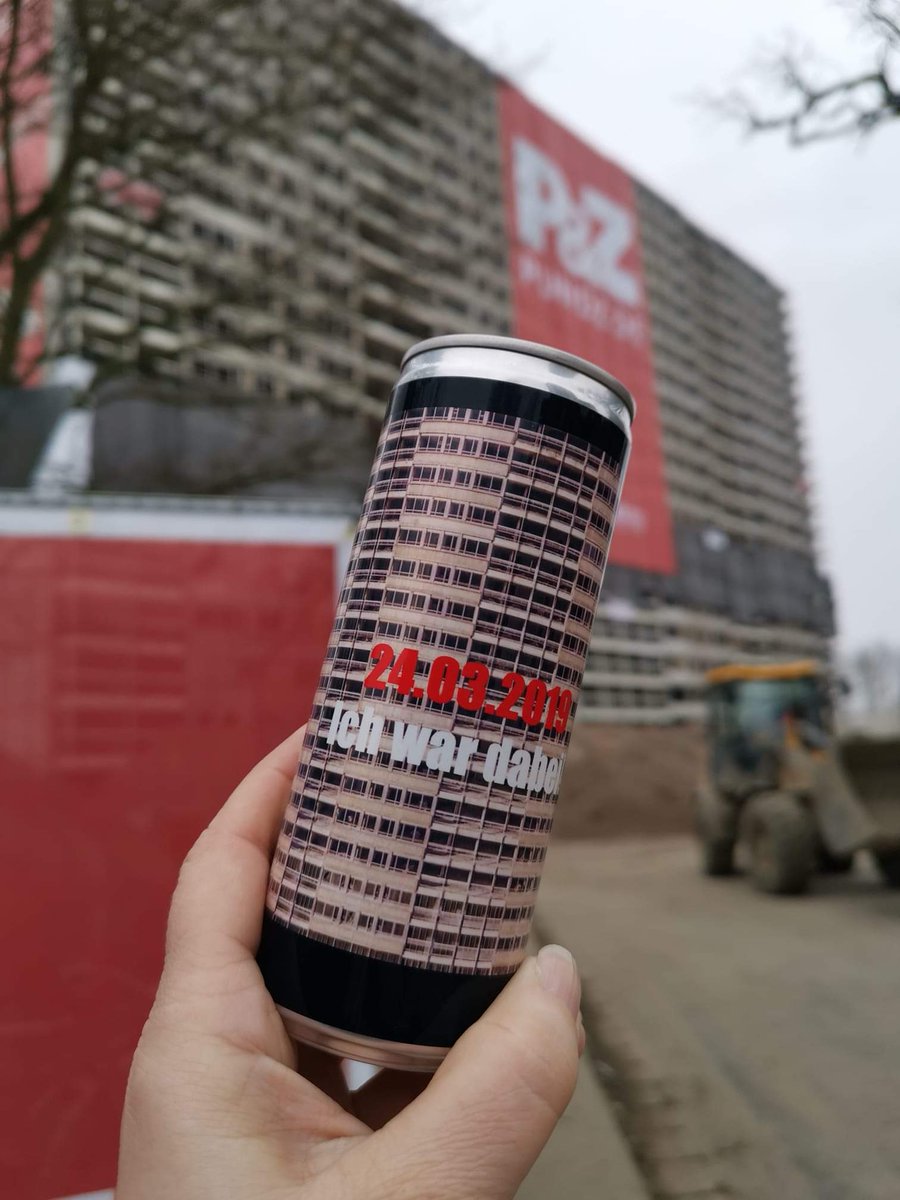 P&Z
24.03.2019
Ich war dabei